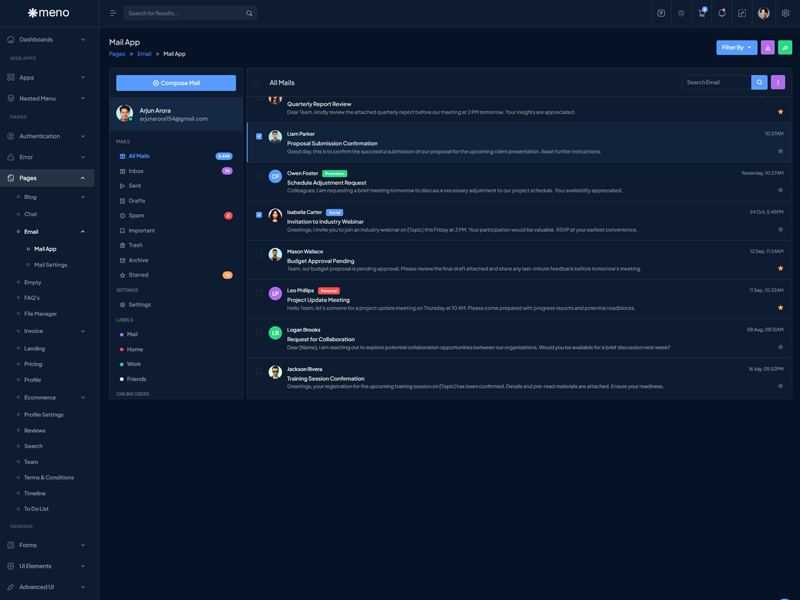 meno
Search for Results...
4
Dashboards
WEB APPS
Apps
Nested Menu
PAGES
Authentication
Error
Pages
Blog
Chat
Email
Mail App
Mail Settings
Empty
FAQ's
File Manager
Invoice
Landing
Pricing
Profile
Ecommerce
Profile Settings
Reviews
Search
Team
Terms & Conditions
Timeline
To Do List
GENERAL
Forms
UI Elements
Advanced UI
Mail App
Pages » Email » Mail App
Filter By
Compose Mail
Arjun Arora
arjunarora154@gmail.com
MAILS
All Mails
Inbox
Sent
Drafts
Spam 6
Important
Trash
Archive
Starred
SETTINGS
Settings
LABELS
Mail
Home
Work
Friends
ONLINE USERS
All Mails
Search Email
Quarterly Report Review
Dear Team, kindly review the attached quarterly report before our meeting at 2 PM tomorrow. Your insights are appreciated.
Liam Parker 10:27AM
Proposal Submission Confirmation
Good day, this is to confirm the successful submission of our proposal for the upcoming client presentation. Await further instructions.
OF Owen Foster Promotion Yesterday, 10:27AM
Schedule Adjustment Request
Colleagues, I am requesting a brief meeting tomorrow to discuss a necessary adjustment to our project schedule. Your availability appreciated.
Isabella Carter Social 24 Oct, 5:45PM
Invitation to Industry Webinar
Greetings, I invite you to join an industry webinar on [Topic] this Friday at 3 PM. Your participation would be valuable. RSVP at your earliest convenience.
Mason Wallace 12 Sep, 11:24AM
Budget Approval Pending
Team, our budget proposal is pending approval. Please review the final draft attached and share any last-minute feedback before tomorrow's meeting.
LP Leo Phillips Personal 11 Sep, 10:32AM
Project Update Meeting
Hello Team, let's convene for a project update meeting on Thursday at 10 AM. Please come prepared with progress reports and potential roadblocks.
LB Logan Brooks 08 Aug, 08:13AM
Request for Collaboration
Dear [Name], I am reaching out to explore potential collaboration opportunities between our organizations. Would you be available for a brief discussion next week?
Jackson Rivera 16 July, 05:52PM
Training Session Confirmation
Greetings, your registration for the upcoming training session on [Topic] has been confirmed. Details and pre-read materials are attached. Ensure your readiness.